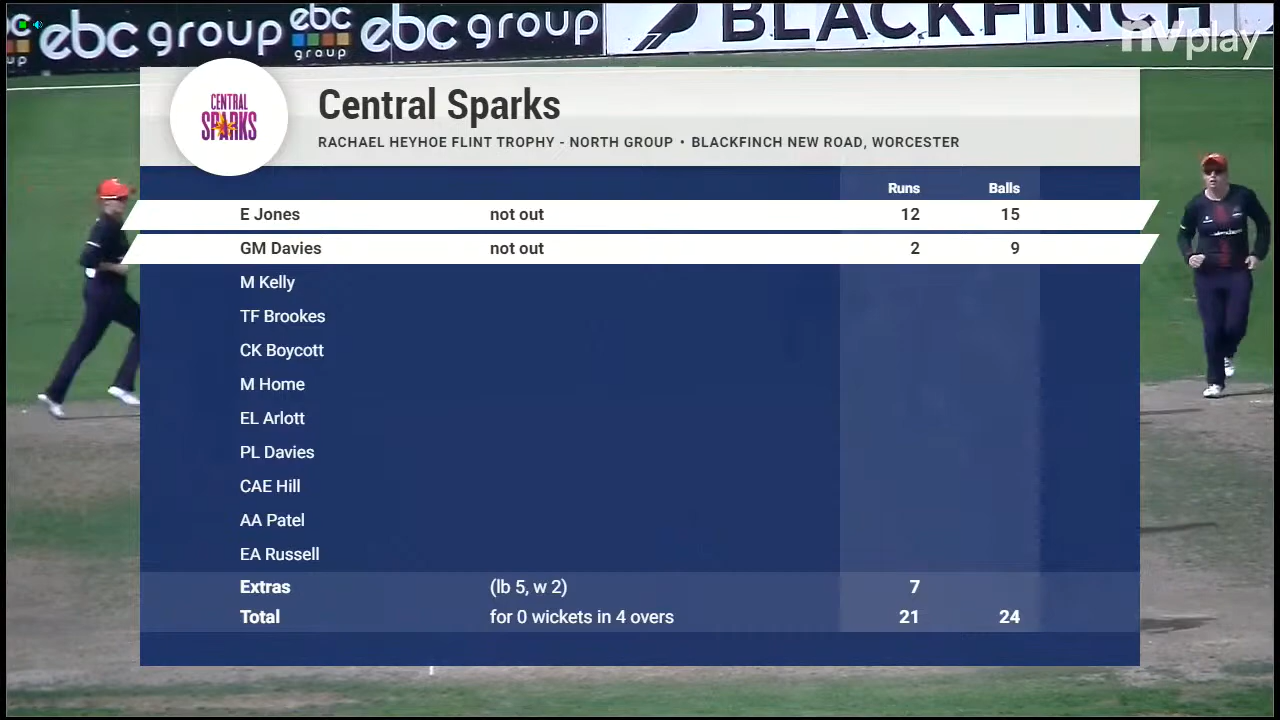 ebc group ebc group ebc group BLACKFINCH
nvplay
CENTRAL SPARKS
Central Sparks
RACHAEL HEYHOE FLINT TROPHY - NORTH GROUP • BLACKFINCH NEW ROAD, WORCESTER
Runs Balls
E Jones not out 12 15
GM Davies not out 2 9
M Kelly
TF Brookes
CK Boycott
M Home
EL Arlott
PL Davies
CAE Hill
AA Patel
EA Russell
Extras (lb 5, w 2) 7
Total for 0 wickets in 4 overs 21 24